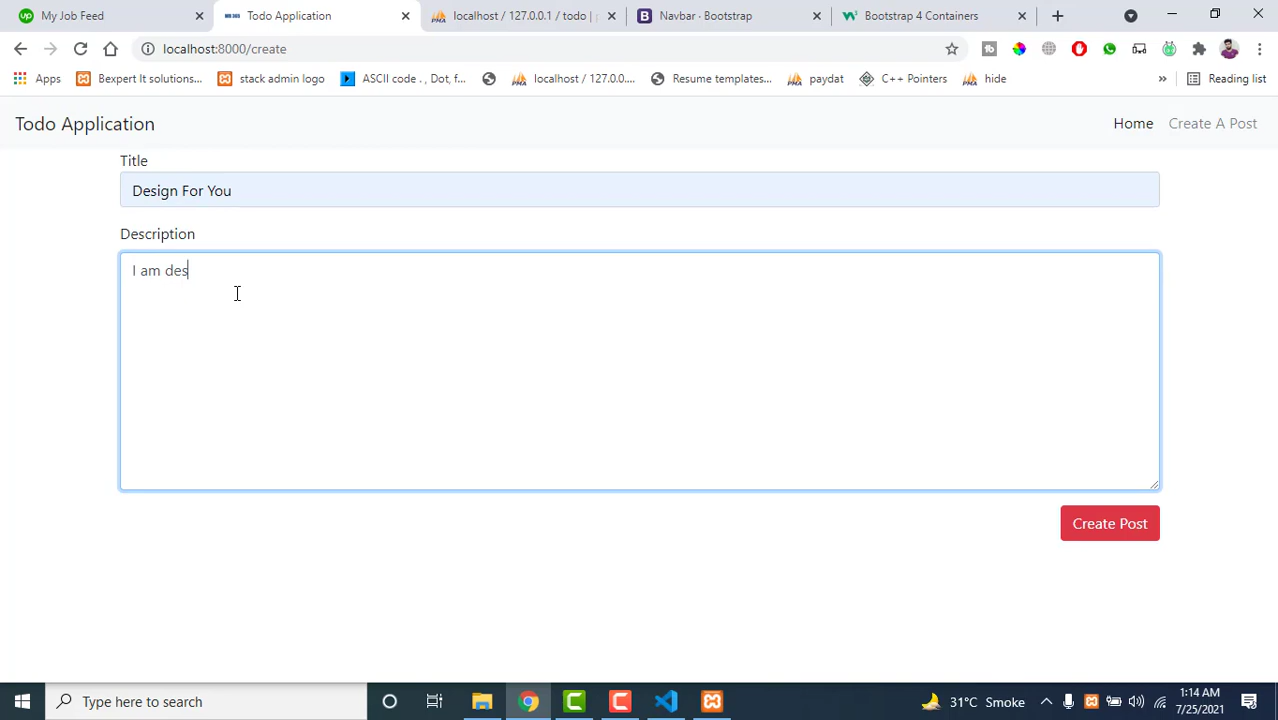 My Job Feed
Todo Application
localhost / 127.0.0.1 / todo | p
Navbar · Bootstrap
Bootstrap 4 Containers
localhost:8000/create
Apps
Bexpert It solutions...
stack admin logo
ASCII code . , Dot, f...
localhost / 127.0.0....
Resume templates...
paydat
C++ Pointers
hide
»
Reading list
Todo Application
Home
Create A Post
Title
Design For You
Description
I am des
Create Post
Type here to search
31°C Smoke
1:14 AM
7/25/2021